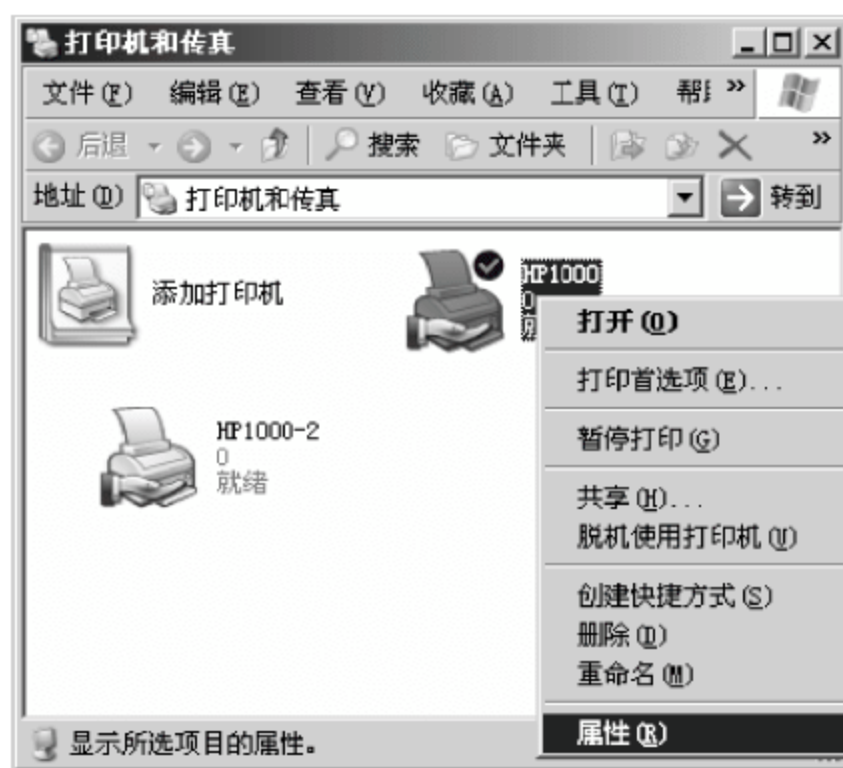 打印机和传真
文件(F) 编辑(E) 查看(V) 收藏(A) 工具(T) »
后退 搜索 文件夹 »
地址(D) 打印机和传真 转到
添加打印机
HP1000
0
打开(O)
打印首选项(E)...
暂停打印(G)
共享(H)...
脱机使用打印机(U)
创建快捷方式(S)
删除(D)
重命名(M)
属性(R)
HP1000-2
0
就绪
显示所选项目的属性。